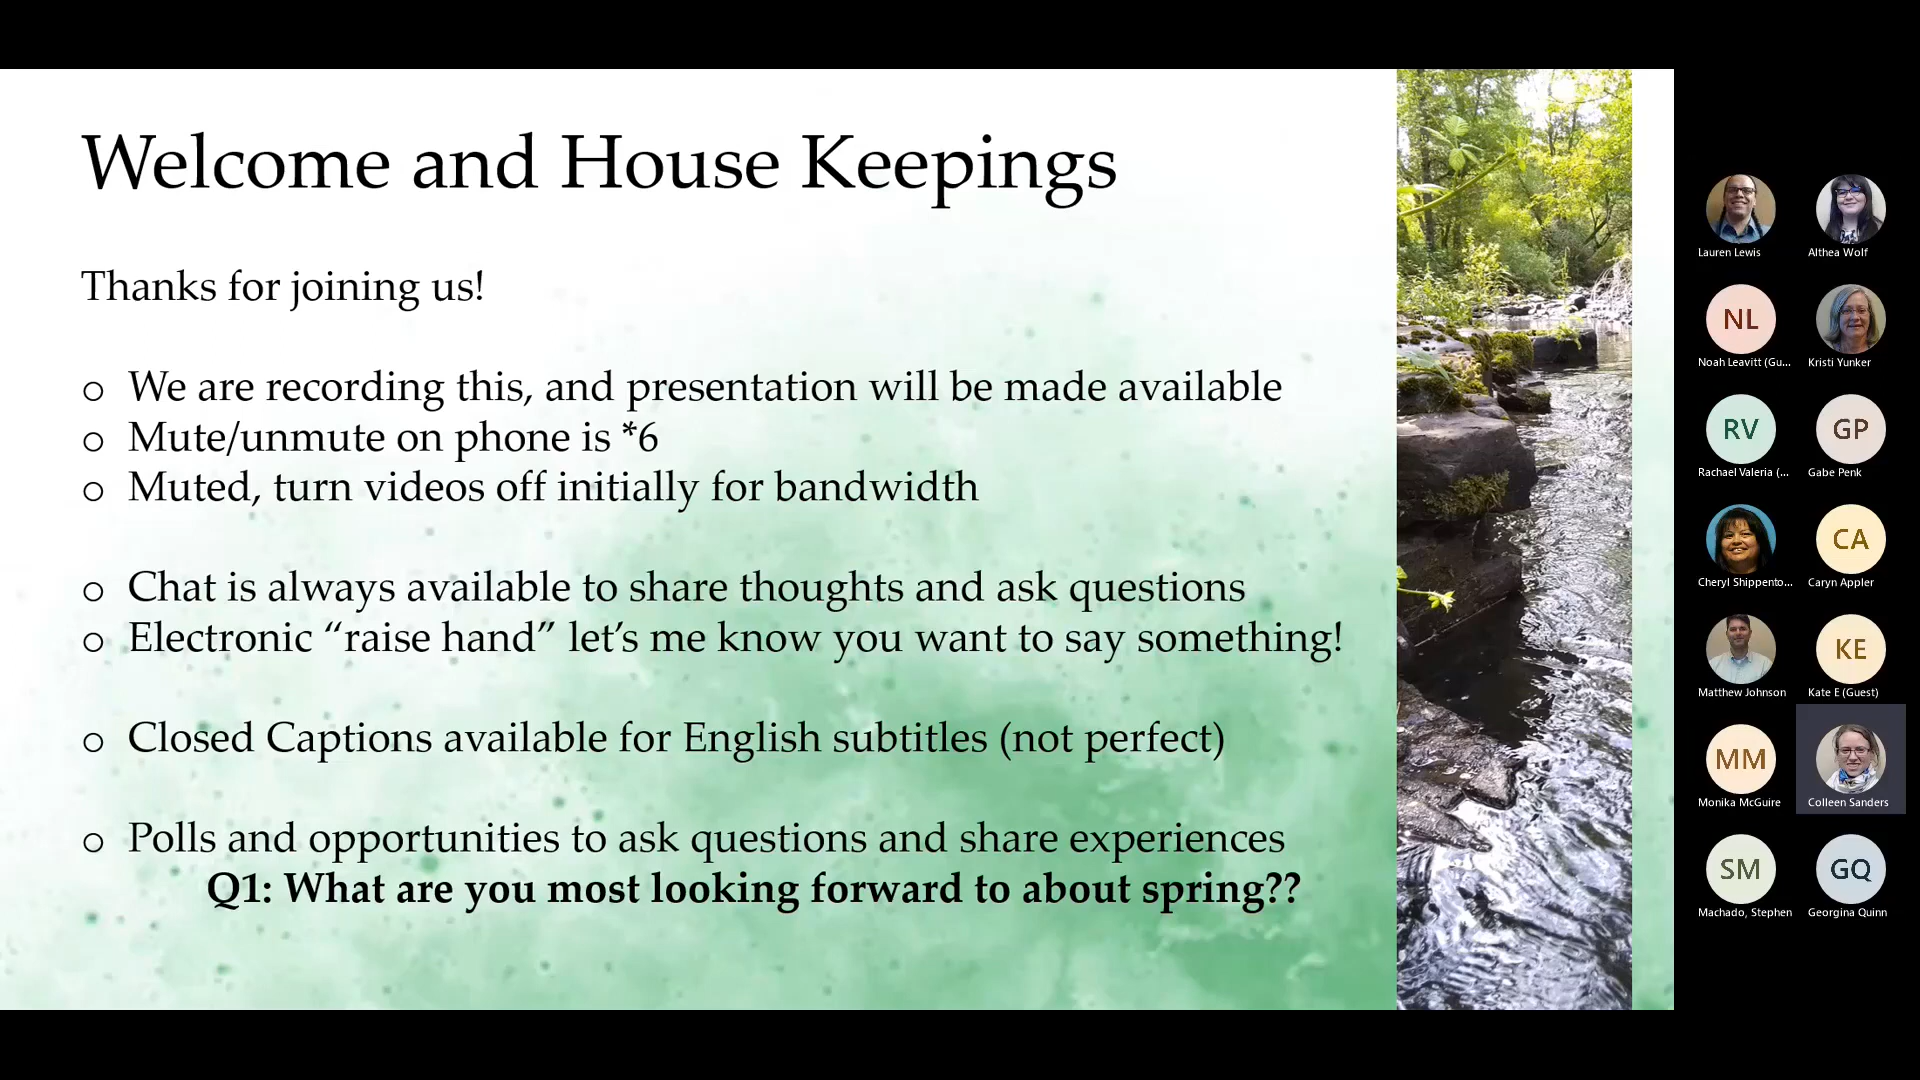 Welcome and House Keepings
Thanks for joining us!
o We are recording this, and presentation will be made available
o Mute/unmute on phone is *6
o Muted, turn videos off initially for bandwidth
o Chat is always available to share thoughts and ask questions
o Electronic “raise hand” let’s me know you want to say something!
o Closed Captions available for English subtitles (not perfect)
o Polls and opportunities to ask questions and share experiences
Q1: What are you most looking forward to about spring??
Lauren Lewis
Althea Wolf
NL
Noah Leavitt (Gu...
Kristi Yunker
RV
Rachael Valeria (...
GP
Gabe Penk
Cheryl Shippento...
CA
Caryn Appler
Matthew Johnson
KE
Kate E (Guest)
MM
Monika McGuire
Colleen Sanders
SM
Machado, Stephen
GQ
Georgina Quinn